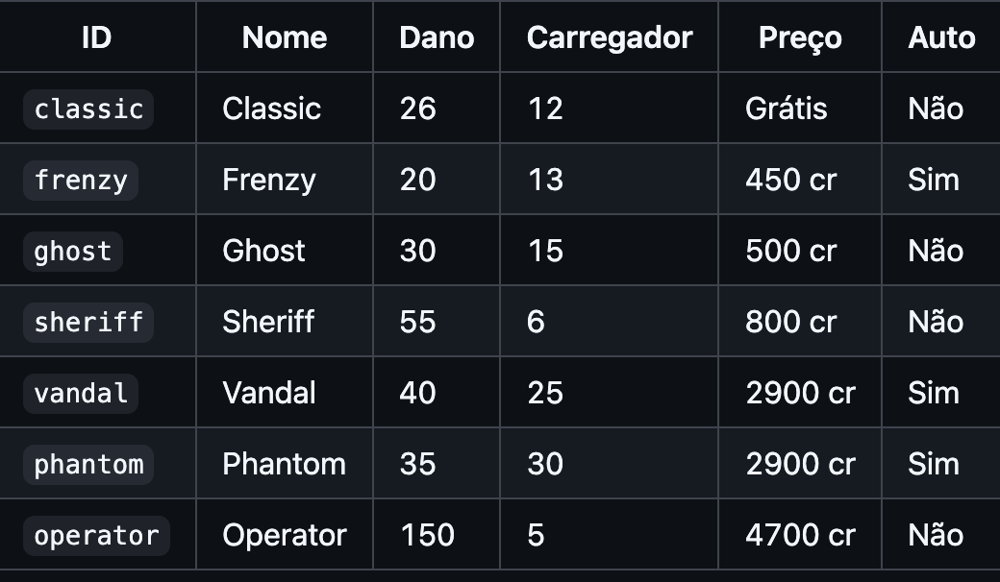 ID Nome Dano Carregador Preço Auto
classic Classic 26 12 Grátis Não
frenzy Frenzy 20 13 450 cr Sim
ghost Ghost 30 15 500 cr Não
sheriff Sheriff 55 6 800 cr Não
vandal Vandal 40 25 2900 cr Sim
phantom Phantom 35 30 2900 cr Sim
operator Operator 150 5 4700 cr Não